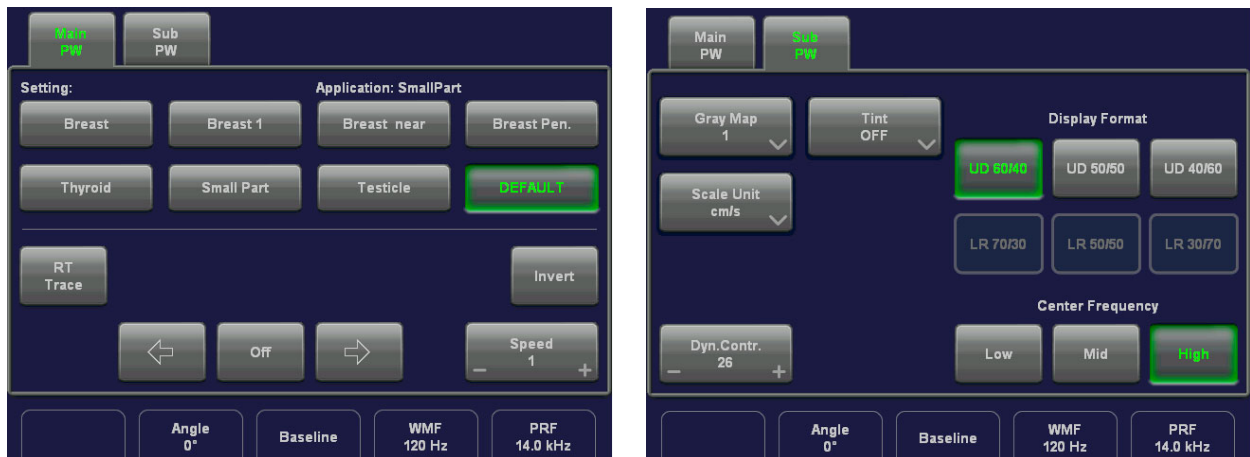 Main
PW
Sub
PW
Setting:
Application: SmallPart
Breast
Breast 1
Breast near
Breast Pen.
Thyroid
Small Part
Testicle
DEFAULT
RT
Trace
Invert
Off
Speed
1
− +
Angle
0°
Baseline
WMF
120 Hz
PRF
14.0 kHz
Main
PW
Sub
PW
Gray Map
1
Tint
OFF
Display Format
UD 60/40
UD 50/50
UD 40/60
Scale Unit
cm/s
LR 70/30
LR 50/50
LR 30/70
Center Frequency
Dyn.Contr.
26
− +
Low
Mid
High
Angle
0°
Baseline
WMF
120 Hz
PRF
14.0 kHz